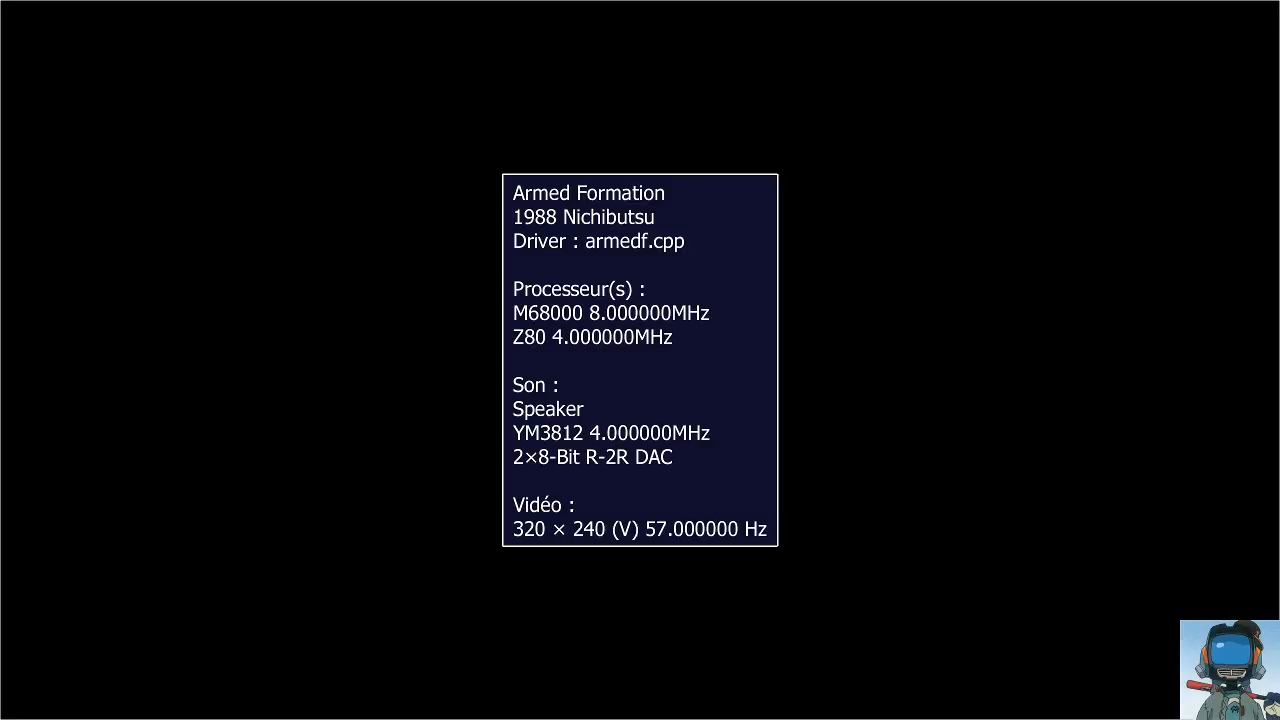 Armed Formation
1988 Nichibutsu
Driver : armedf.cpp
Processeur(s) :
M68000 8.000000MHz
Z80 4.000000MHz
Son :
Speaker
YM3812 4.000000MHz
2×8-Bit R-2R DAC
Vidéo :
320 × 240 (V) 57.000000 Hz